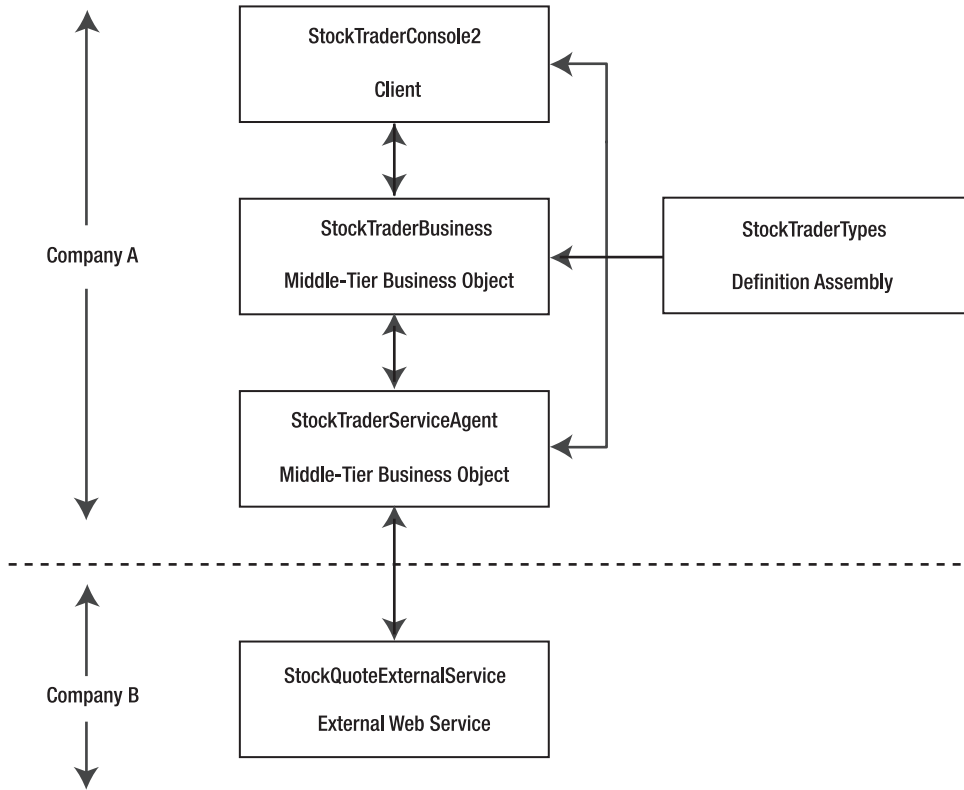 StockTraderConsole2
Client
StockTraderBusiness
Middle-Tier Business Object
StockTraderTypes
Definition Assembly
Company A
StockTraderServiceAgent
Middle-Tier Business Object
StockQuoteExternalService
External Web Service
Company B